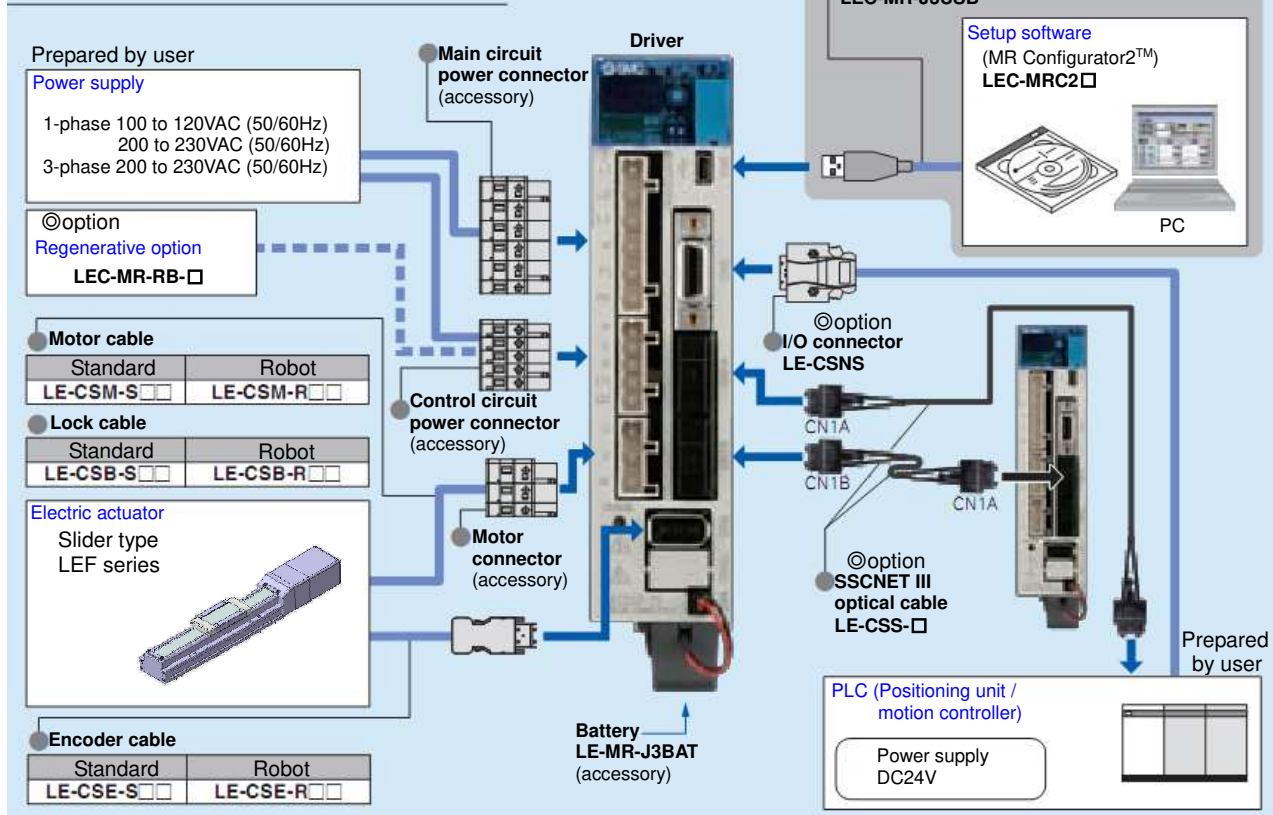 Prepared by user
Power supply
1-phase 100 to 120VAC (50/60Hz)
200 to 230VAC (50/60Hz)
3-phase 200 to 230VAC (50/60Hz)
◎option
Regenerative option
LEC-MR-RB-□
Motor cable
Standard Robot
LE-CSM-S□□ LE-CSM-R□□
Lock cable
Standard Robot
LE-CSB-S□□ LE-CSB-R□□
Electric actuator
Slider type
LEF series
Encoder cable
Standard Robot
LE-CSE-S□□ LE-CSE-R□□
Main circuit
power connector
(accessory)
Control circuit
power connector
(accessory)
Motor
connector
(accessory)
Driver
Battery
LE-MR-J3BAT
(accessory)
Setup software
(MR Configurator2™)
LEC-MRC2□
PC
◎option
I/O connector
LE-CSNS
CN1A
CN1B
CN1A
◎option
SSCNET III
optical cable
LE-CSS-□
Prepared
by user
PLC (Positioning unit /
motion controller)
Power supply
DC24V